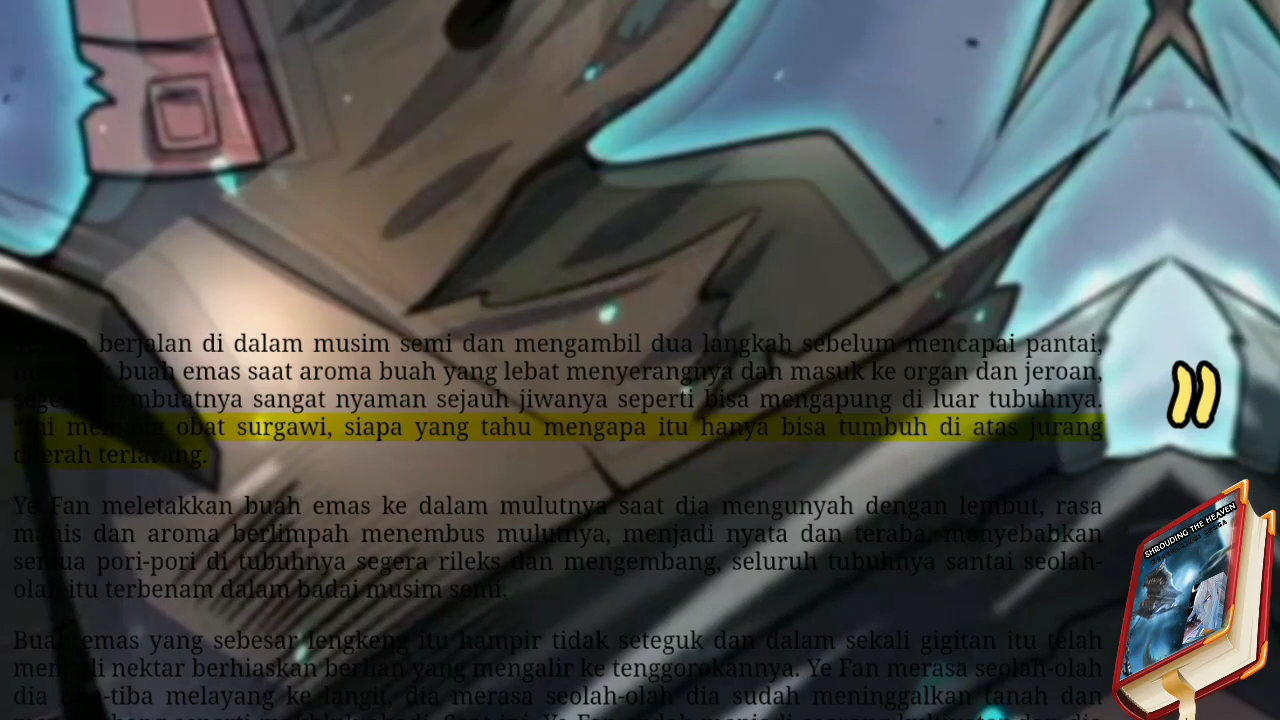 berjalan di dalam musim semi dan mengambil dua langkah sebelum mencapai pantai,
buah emas saat aroma buah yang lebat menyerangnya dan masuk ke organ dan jeroan,
segera membuatnya sangat nyaman sejauh jiwanya seperti bisa mengapung di luar tubuhnya.
"Ini memang obat surgawi, siapa yang tahu mengapa itu hanya bisa tumbuh di atas jurang
daerah terlarang.
Ye Fan meletakkan buah emas ke dalam mulutnya saat dia mengunyah dengan lembut, rasa
manis dan aroma berlimpah menembus mulutnya, menjadi nyata dan teraba, menyebabkan
semua pori-pori di tubuhnya segera rileks dan mengembang, seluruh tubuhnya santai seolah-
olah itu terbenam dalam badai musim semi.
Buah emas yang sebesar lengkeng itu hampir tidak seteguk dan dalam sekali gigitan itu telah
menjadi nektar berhiaskan berlian yang mengalir ke tenggorokannya. Ye Fan merasa seolah-olah
dia tiba-tiba melayang ke langit, dia merasa seolah-olah dia sudah meninggalkan tanah dan
SHROUDING THE HEAVEN